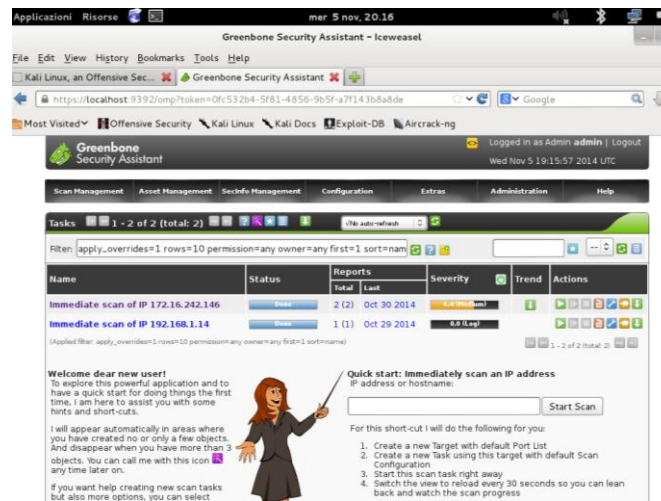 Applicazioni Risorse mer 5 nov, 20.16
Greenbone Security Assistant - Iceweasel
File Edit View History Bookmarks Tools Help
Kali Linux, an Offensive Sec... Greenbone Security Assistant
https://localhost:9392/omp?token=0fc532b4-5f81-4856-9b5f-a7f143b8a8de Google
Most Visited Offensive Security Kali Linux Kali Docs Exploit-DB Aircrack-ng
Greenbone
Security Assistant
Logged in as Admin admin | Logout
Wed Nov 5 19:15:57 2014 UTC
Scan Management Asset Management SecInfo Management Configuration Extras Administration Help
Tasks 1 - 2 of 2 (total: 2) √No auto-refresh
Filter: apply_overrides=1 rows=10 permission=any owner=any first=1 sort=nam --
Name Status Reports Severity Trend Actions
Total Last
Immediate scan of IP 172.16.242.146 Done 2 (2) Oct 30 2014
Immediate scan of IP 192.168.1.14 Done 1 (1) Oct 29 2014 0.0 (Log)
(Applied filter: apply_overrides=1 rows=10 permission=any owner=any first=1 sort=name) 1 - 2 of 2 (total: 2)
Welcome dear new user!
To explore this powerful application and to
have a quick start for doing things the first
time, I am here to assist you with some
hints and short-cuts.
I will appear automatically in areas where
you have created no or only a few objects.
And disappear when you have more than 3
objects. You can call me with this icon
any time later on.
If you want help creating new scan tasks
but also more options, you can select
Quick start: Immediately scan an IP address
IP address or hostname:
Start Scan
For this short-cut I will do the following for you:
1. Create a new Target with default Port List
2. Create a new Task using this target with default Scan
Configuration
3. Start this scan task right away
4. Switch the view to reload every 30 seconds so you can lean
back and watch the scan progress